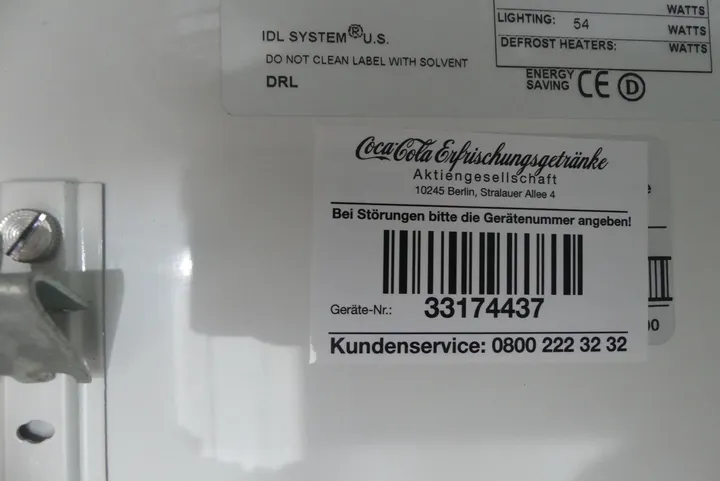 WATTS
LIGHTING: 54 WATTS
DEFROST HEATERS: WATTS
IDL SYSTEM® U.S.
DO NOT CLEAN LABEL WITH SOLVENT
DRL
ENERGY SAVING CE D
Coca-Cola Erfrischungsgetränke
Aktiengesellschaft
10245 Berlin, Stralauer Allee 4
Bei Störungen bitte die Gerätenummer angeben!
Geräte-Nr.: 33174437
Kundenservice: 0800 222 32 32